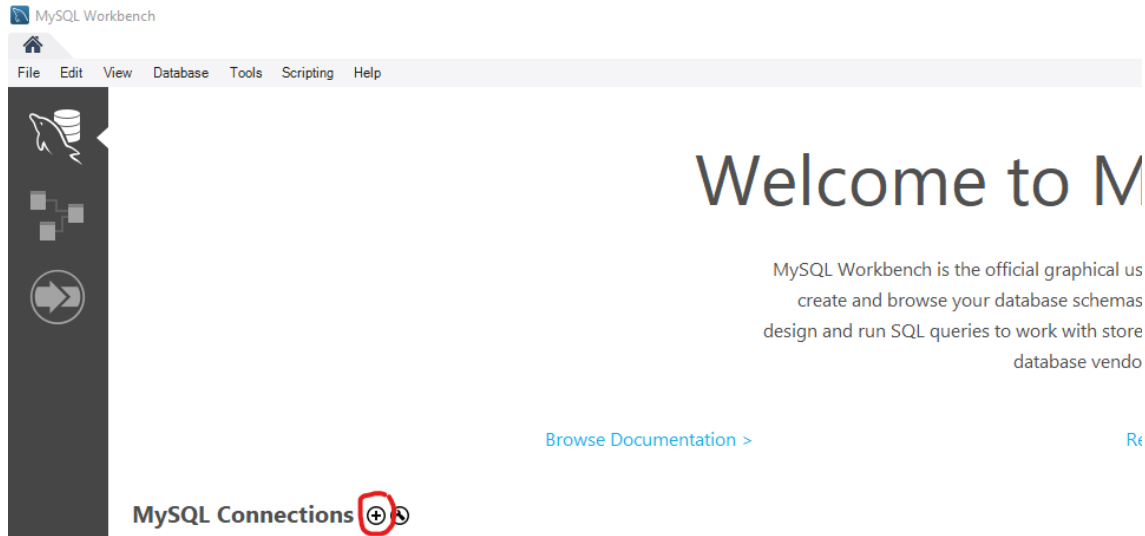 MySQL Workbench
File Edit View Database Tools Scripting Help
Welcome to M
MySQL Workbench is the official graphical us
create and browse your database schemas
design and run SQL queries to work with store
database vendo
Browse Documentation > Re
MySQL Connections